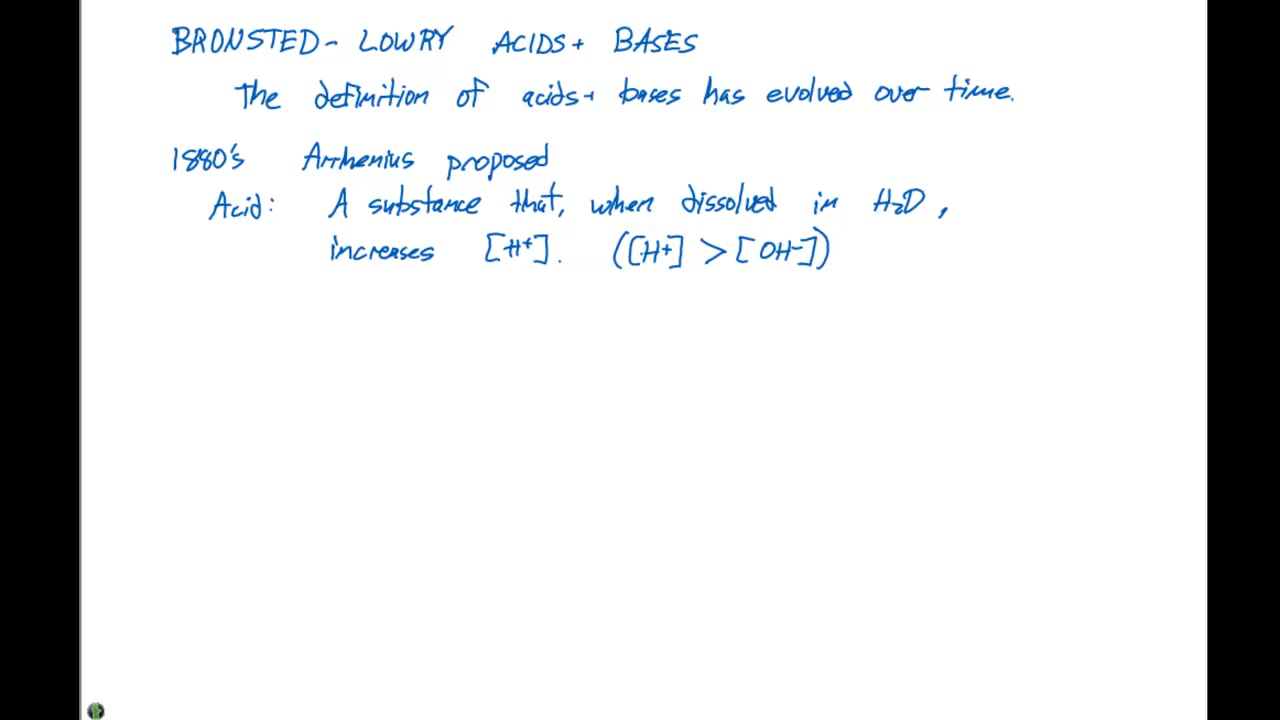 BRONSTED - LOWRY ACIDS + BASES
The definition of acids + bases has evolved over time.
1880's Arrhenius proposed
Acid: A substance that, when dissolved in H₂O,
increases [H+]. ([H+] > [OH-])